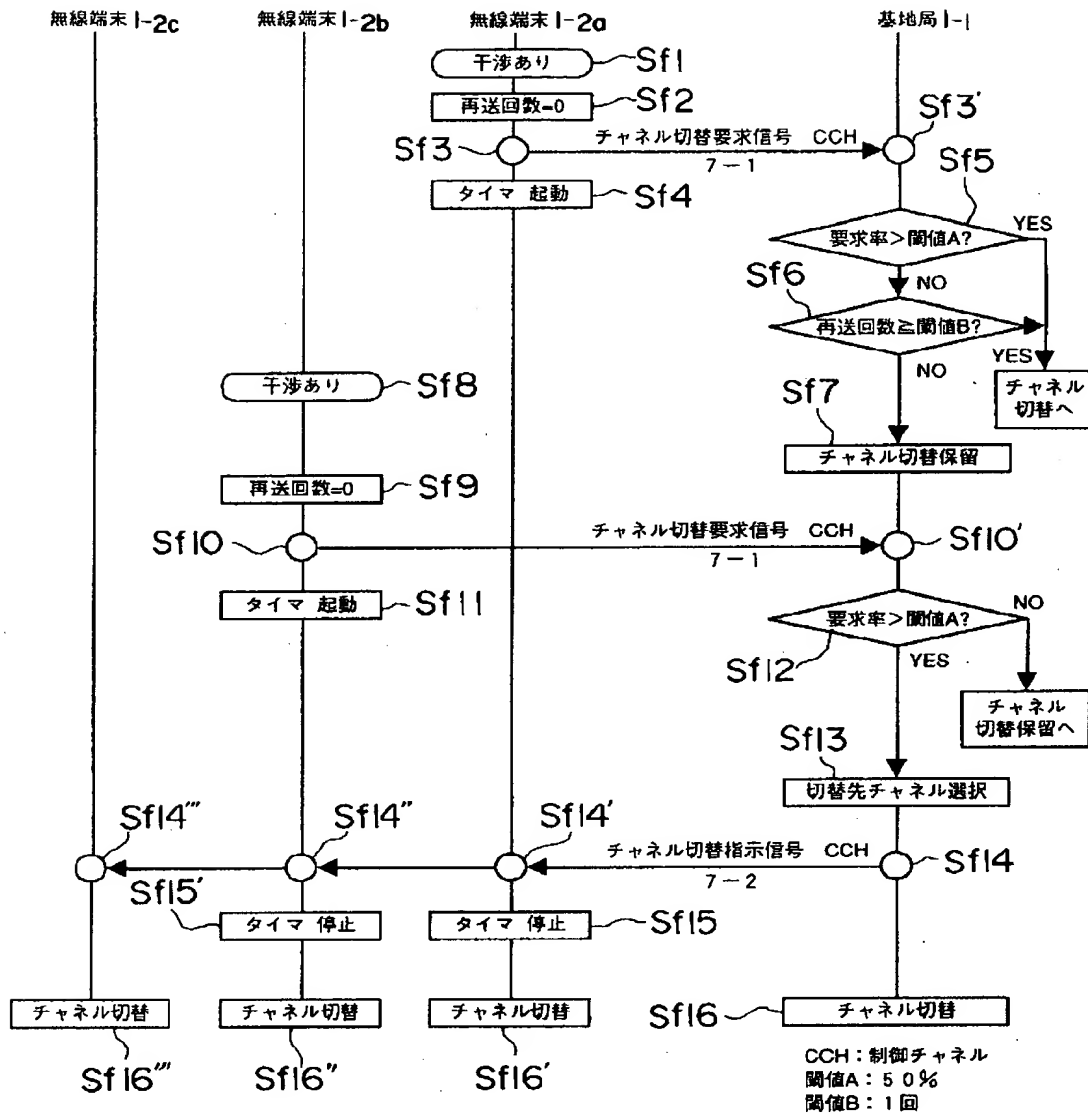 無線端末1-2c
無線端末1-2b
無線端末1-2a
基地局1-1
干渉あり
Sf1
再送回数=0
Sf2
Sf3
チャネル切替要求信号 CCH
7-1
Sf3'
タイマ 起動
Sf4
Sf5
要求率>閾値A?
YES
NO
Sf6
再送回数≧閾値B?
YES
NO
チャネル
切替へ
干渉あり
Sf8
Sf7
チャネル切替保留
再送回数=0
Sf9
Sf10
チャネル切替要求信号 CCH
7-1
Sf10'
タイマ 起動
Sf11
要求率>閾値A?
NO
Sf12
YES
チャネル
切替保留へ
Sf13
切替先チャネル選択
Sf14'''
Sf14''
Sf14'
チャネル切替指示信号 CCH
7-2
Sf14
Sf15'
タイマ 停止
タイマ 停止
Sf15
チャネル切替
チャネル切替
チャネル切替
Sf16
チャネル切替
Sf16'''
Sf16''
Sf16'
CCH:制御チャネル
閾値A:50%
閾値B:1回